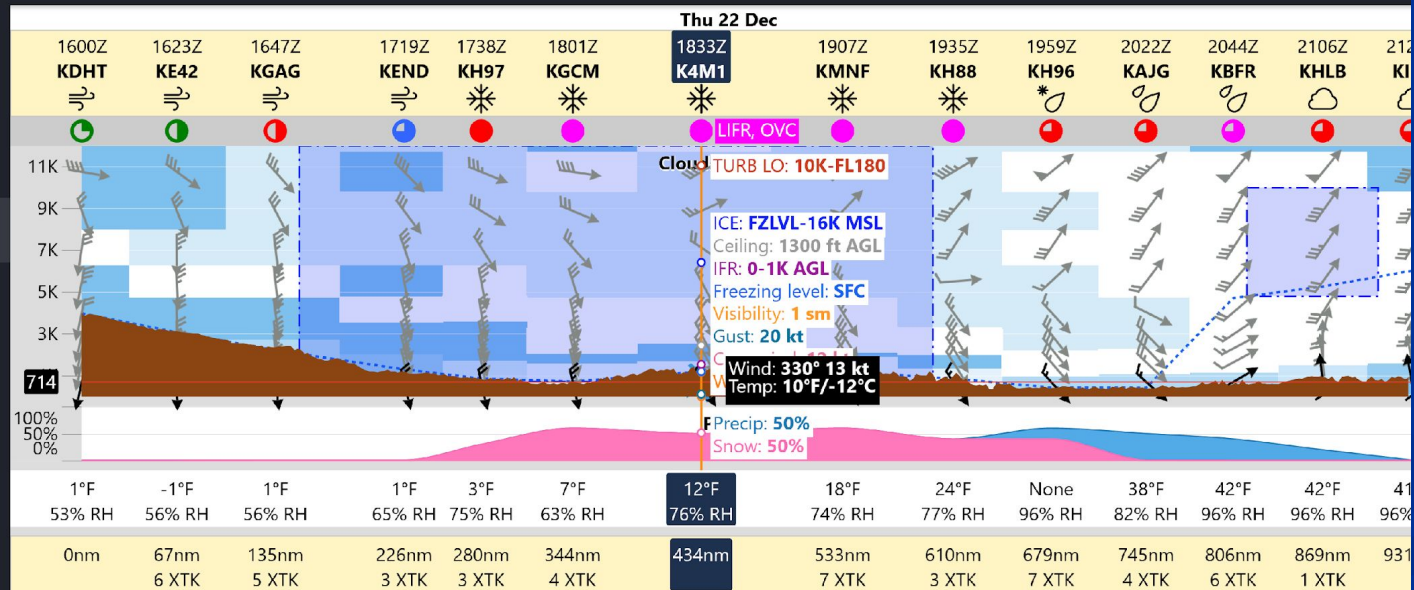 Thu 22 Dec
1600Z 1623Z 1647Z 1719Z 1738Z 1801Z 1833Z 1907Z 1935Z 1959Z 2022Z 2044Z 2106Z 212
KDHT KE42 KGAG KEND KH97 KGCM K4M1 KMNF KH88 KH96 KAJG KBFR KHLB KI
LIFR, OVC
11K
Cloud
TURB LO: 10K-FL180
9K
ICE: FZLVL-16K MSL
7K
Ceiling: 1300 ft AGL
IFR: 0-1K AGL
5K
Freezing level: SFC
Visibility: 1 sm
3K
Gust: 20 kt
Wind: 330° 13 kt
714
Temp: 10°F/-12°C
100%
Precip: 50%
50%
0%
Snow: 50%
1°F -1°F 1°F 1°F 3°F 7°F 12°F 18°F 24°F None 38°F 42°F 42°F 41
53% RH 56% RH 56% RH 65% RH 75% RH 63% RH 76% RH 74% RH 77% RH 96% RH 82% RH 96% RH 96% RH 96%
0nm 67nm 135nm 226nm 280nm 344nm 434nm 533nm 610nm 679nm 745nm 806nm 869nm 931
6 XTK 5 XTK 3 XTK 3 XTK 4 XTK 7 XTK 3 XTK 7 XTK 4 XTK 6 XTK 1 XTK